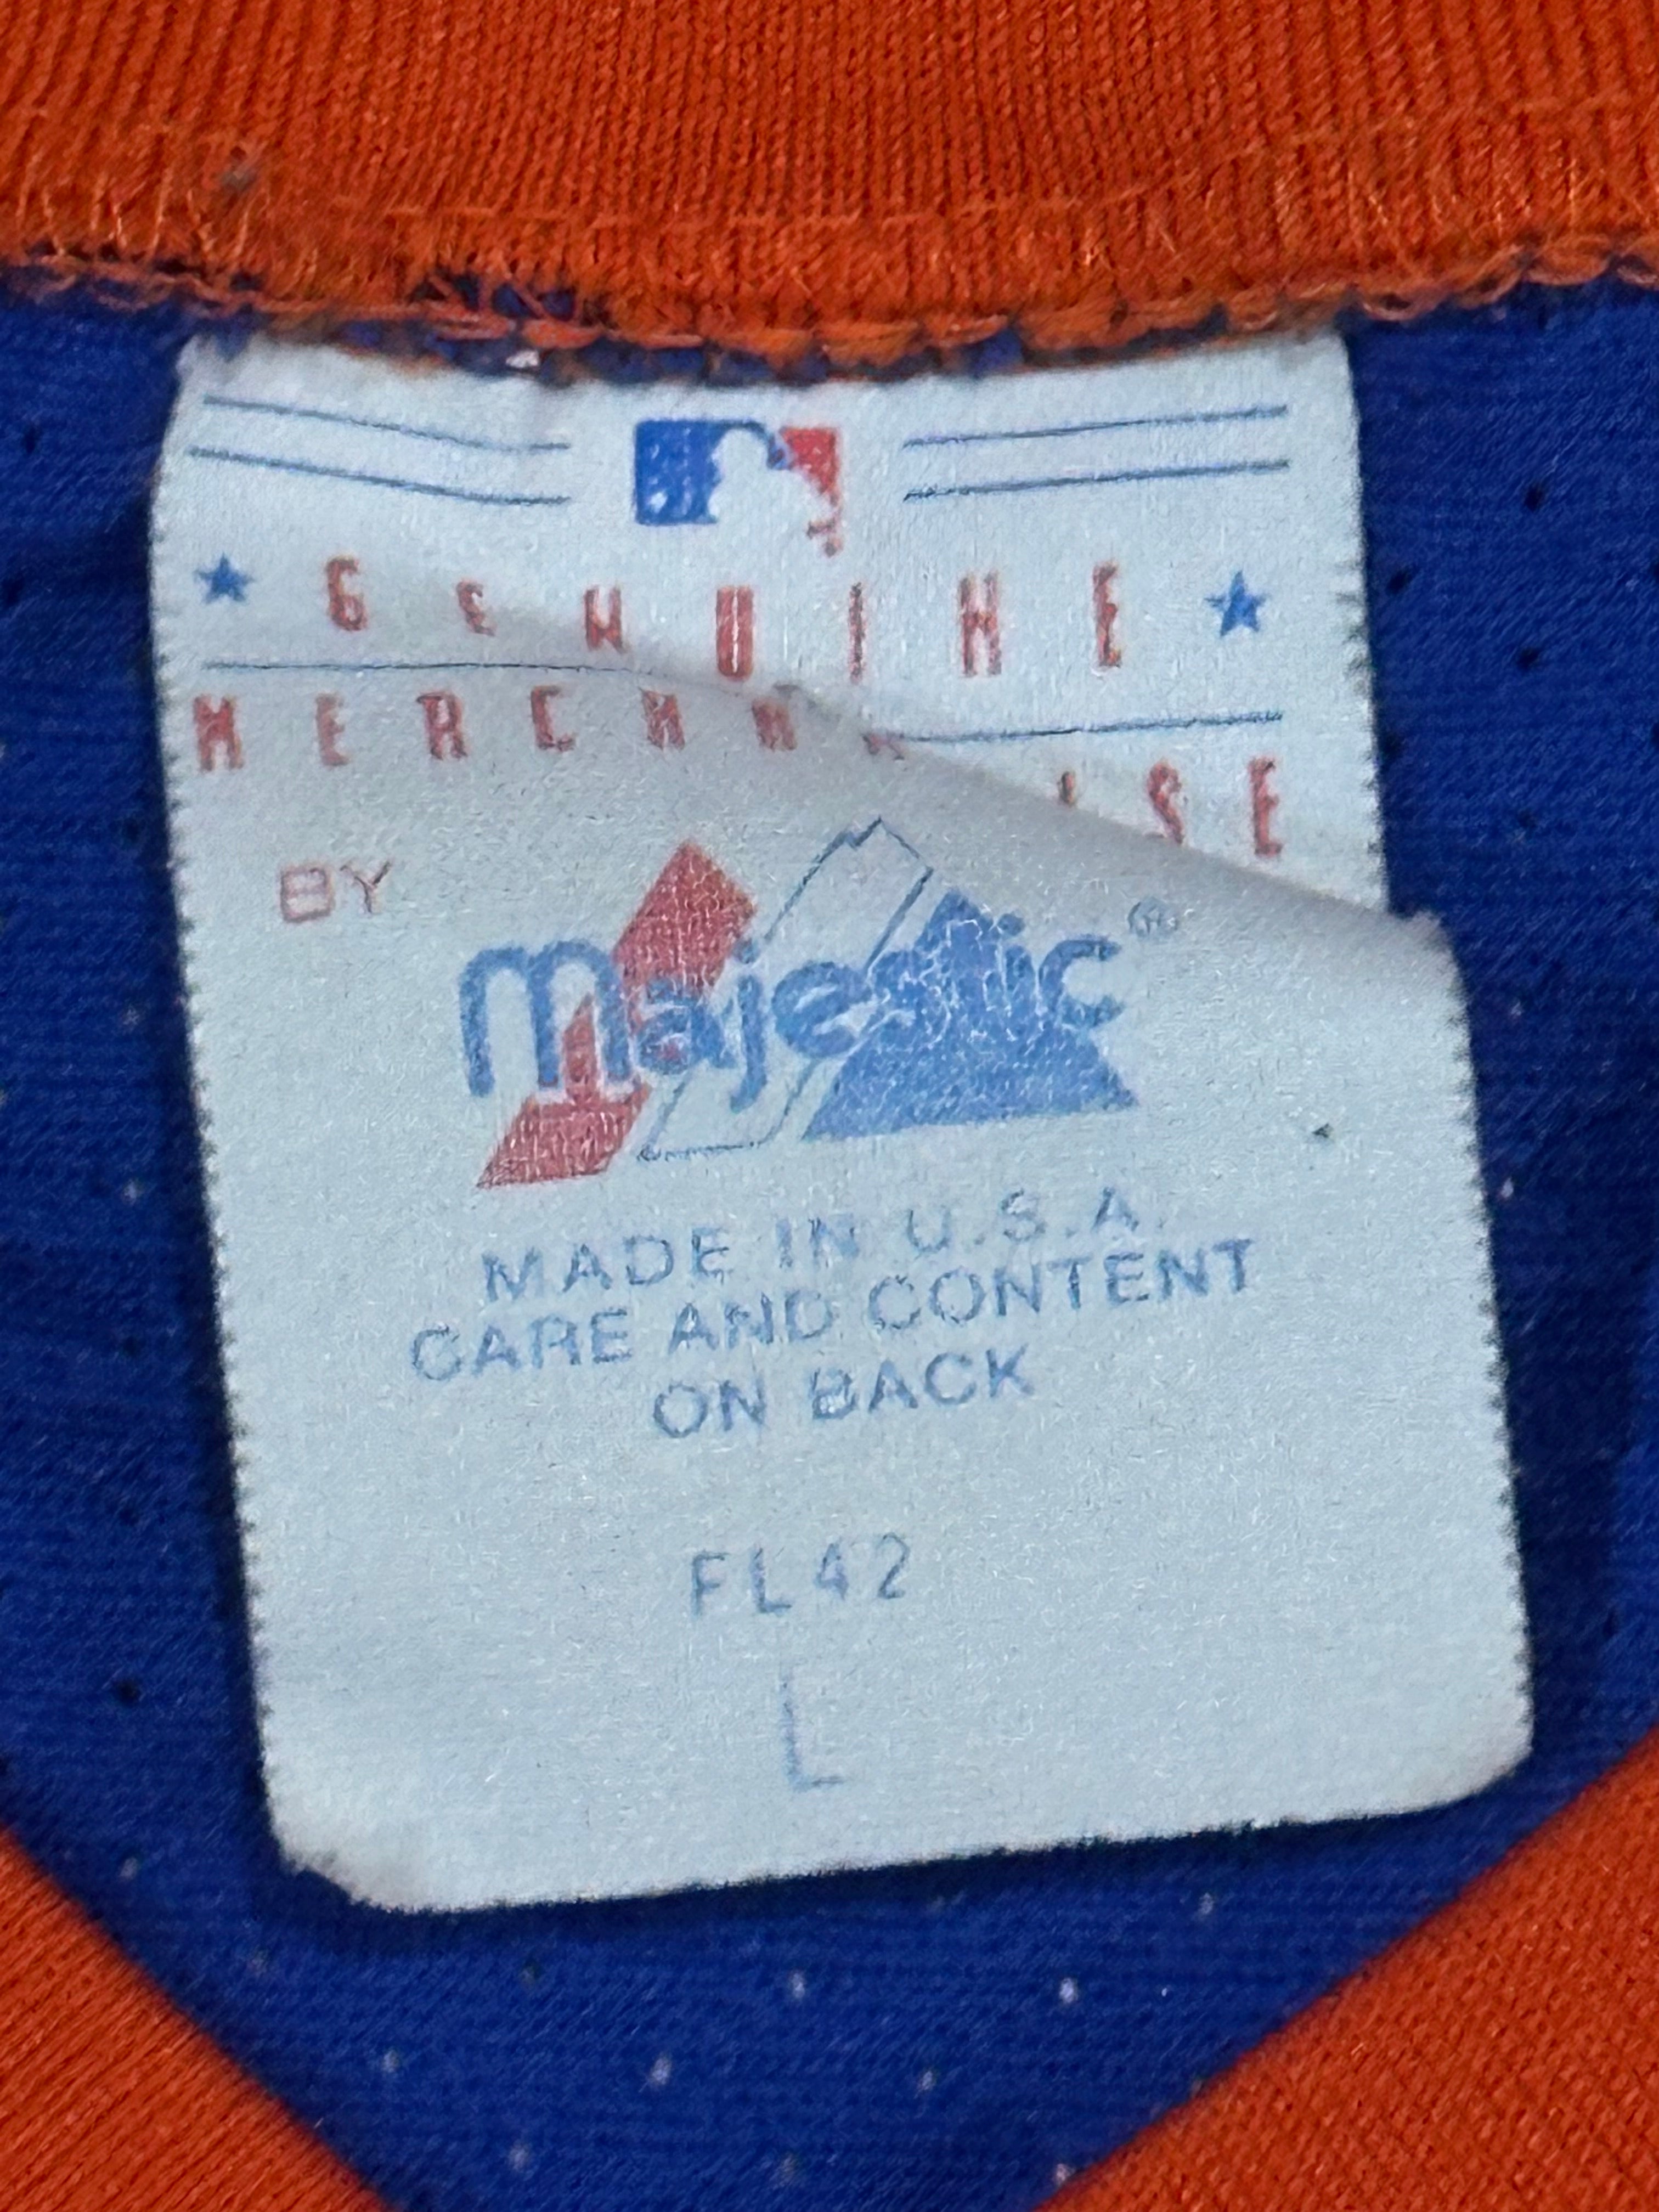 GENUINE
BY
majestic®
MADE IN U.S.A.
CARE AND CONTENT
ON BACK
FL42
L